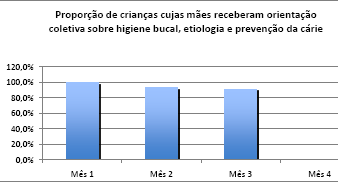 Proporção de crianças cujas mães receberam orientação
coletiva sobre higiene bucal, etiologia e prevenção da cárie
120,0%
100,0%
80,0%
60,0%
40,0%
20,0%
0,0%
Mês 1 Mês 2 Mês 3 Mês 4